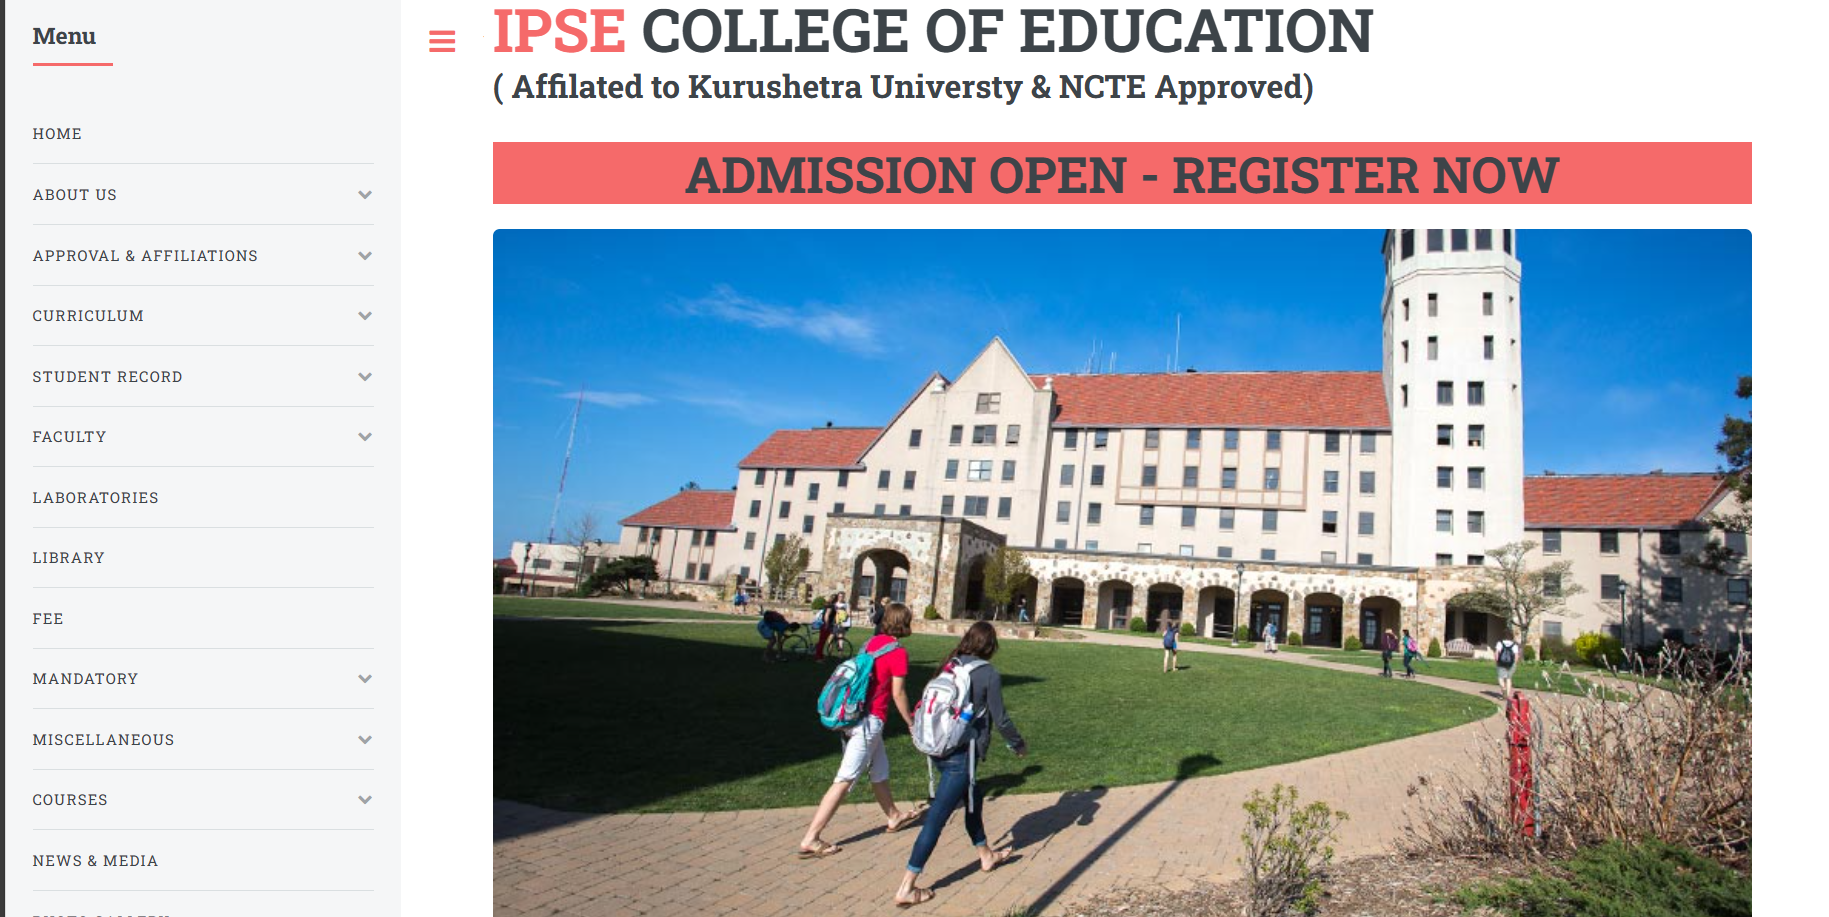 Menu
HOME
ABOUT US
APPROVAL & AFFILIATIONS
CURRICULUM
STUDENT RECORD
FACULTY
LABORATORIES
LIBRARY
FEE
MANDATORY
MISCELLANEOUS
COURSES
NEWS & MEDIA
IPSE COLLEGE OF EDUCATION
( Affilated to Kurushetra Universty & NCTE Approved)
ADMISSION OPEN - REGISTER NOW